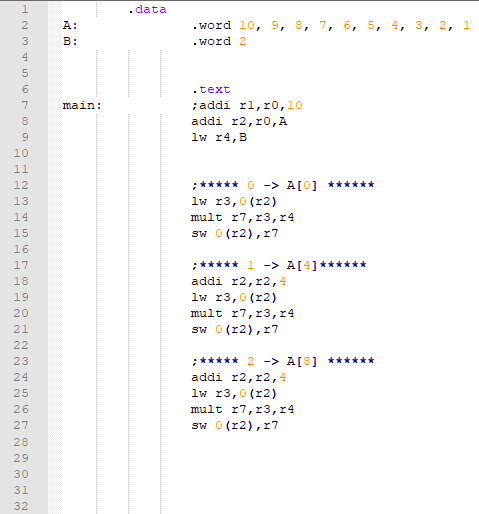 1 .data
2 A: .word 10, 9, 8, 7, 6, 5, 4, 3, 2, 1
3 B: .word 2
4
5
6 .text
7 main: ;addi r1,r0,10
8 addi r2,r0,A
9 lw r4,B
10
11
12 ;***** 0 -> A[0] ******
13 lw r3,0(r2)
14 mult r7,r3,r4
15 sw 0(r2),r7
16
17 ;***** 1 -> A[4]******
18 addi r2,r2,4
19 lw r3,0(r2)
20 mult r7,r3,r4
21 sw 0(r2),r7
22
23 ;***** 2 -> A[8] ******
24 addi r2,r2,4
25 lw r3,0(r2)
26 mult r7,r3,r4
27 sw 0(r2),r7
28
29
30
31
32